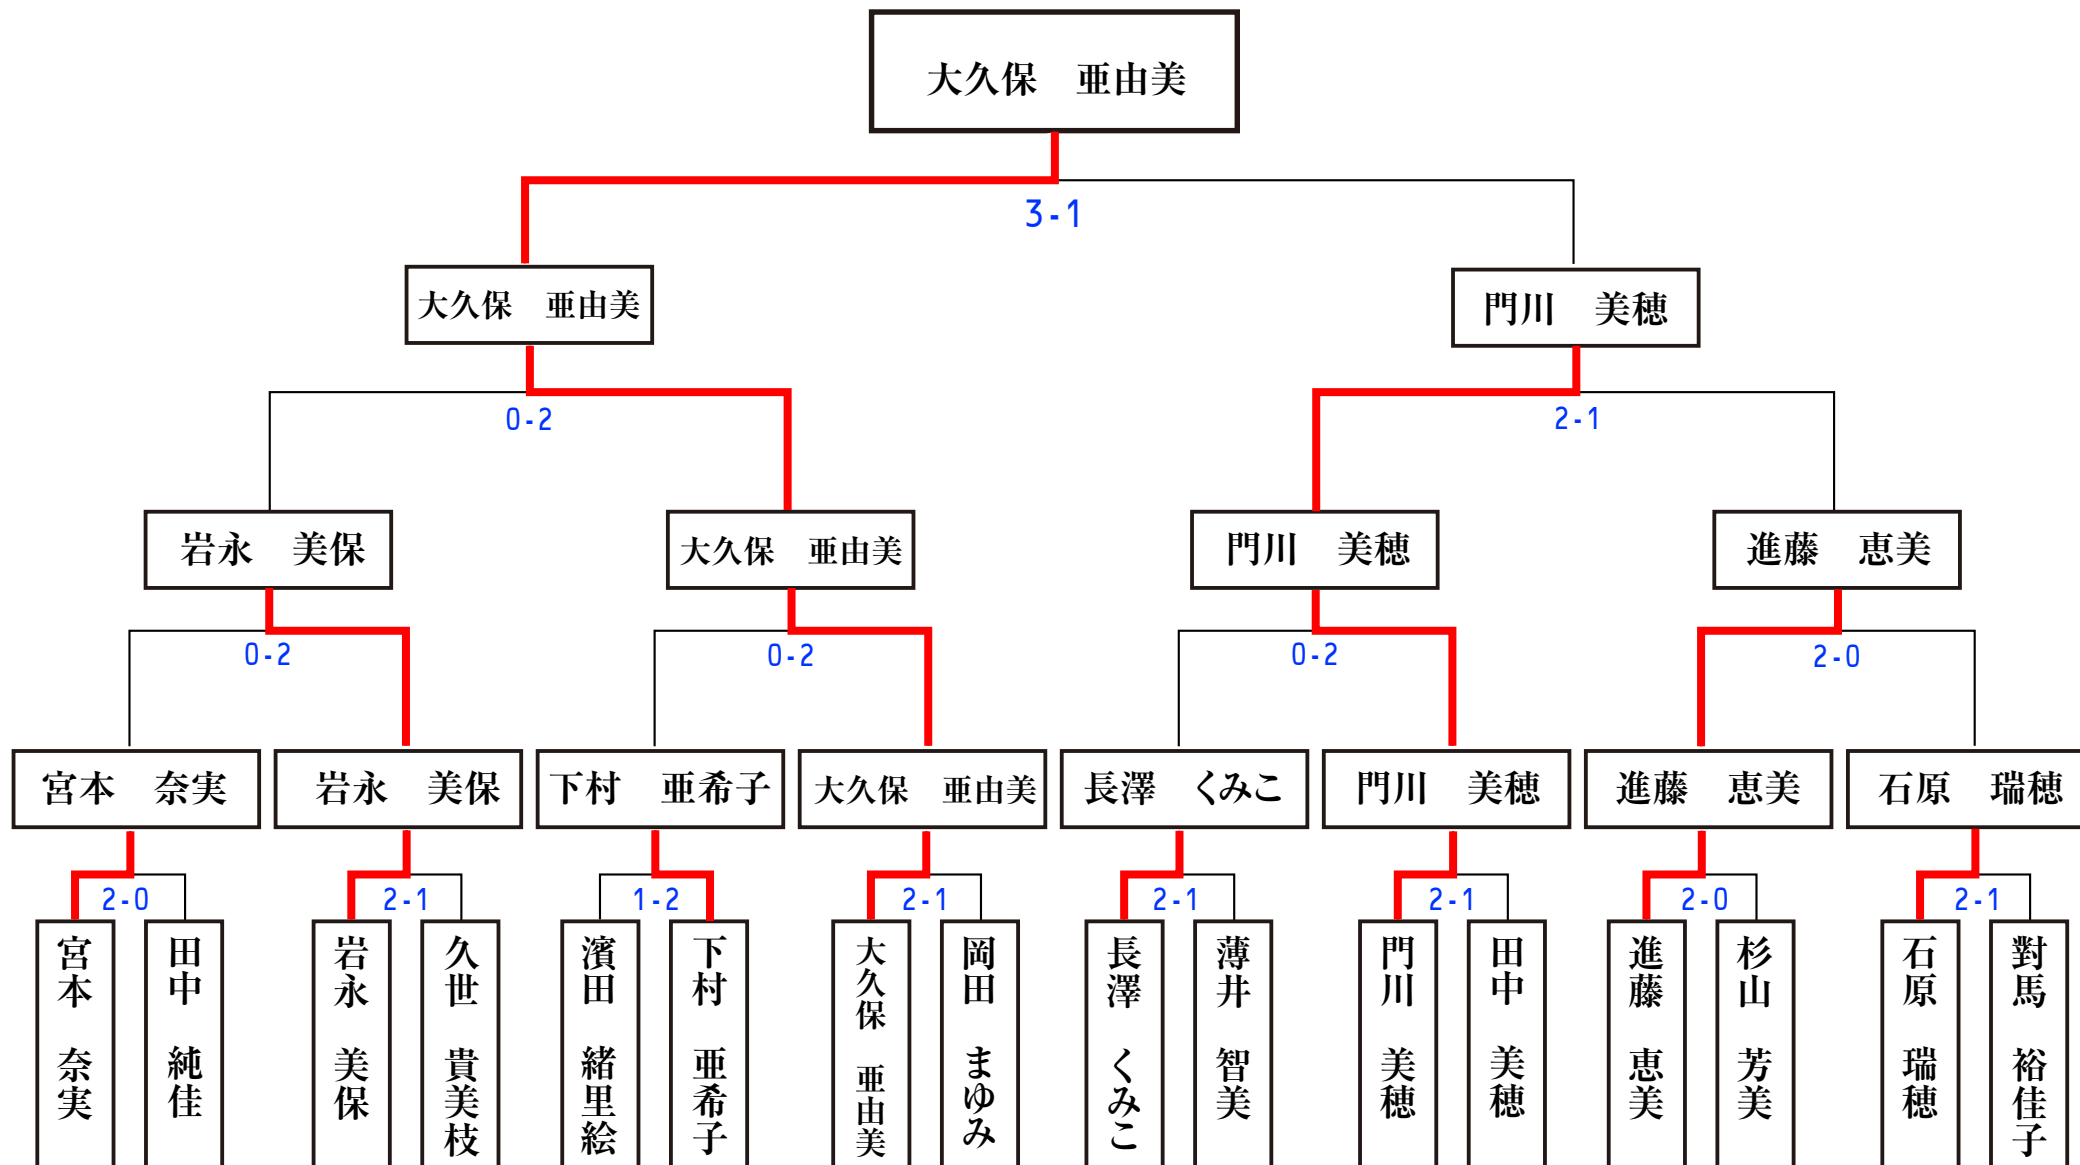 大久保　亜由美
3-1
大久保　亜由美
門川　美穂
0-2
2-1
岩永　美保
大久保　亜由美
門川　美穂
進藤　恵美
0-2
0-2
0-2
2-0
宮本　奈実
岩永　美保
下村　亜希子
大久保　亜由美
長澤　くみこ
門川　美穂
進藤　恵美
石原　瑞穂
2-0
2-1
1-2
2-1
2-1
2-1
2-0
2-1
宮本　奈実
田中　純佳
岩永　美保
久世　貴美枝
濱田　緒里絵
下村　亜希子
大久保　亜由美
岡田　まゆみ
長澤　くみこ
薄井　智美
門川　美穂
田中　美穂
進藤　恵美
杉山　芳美
石原　瑞穂
對馬　裕佳子